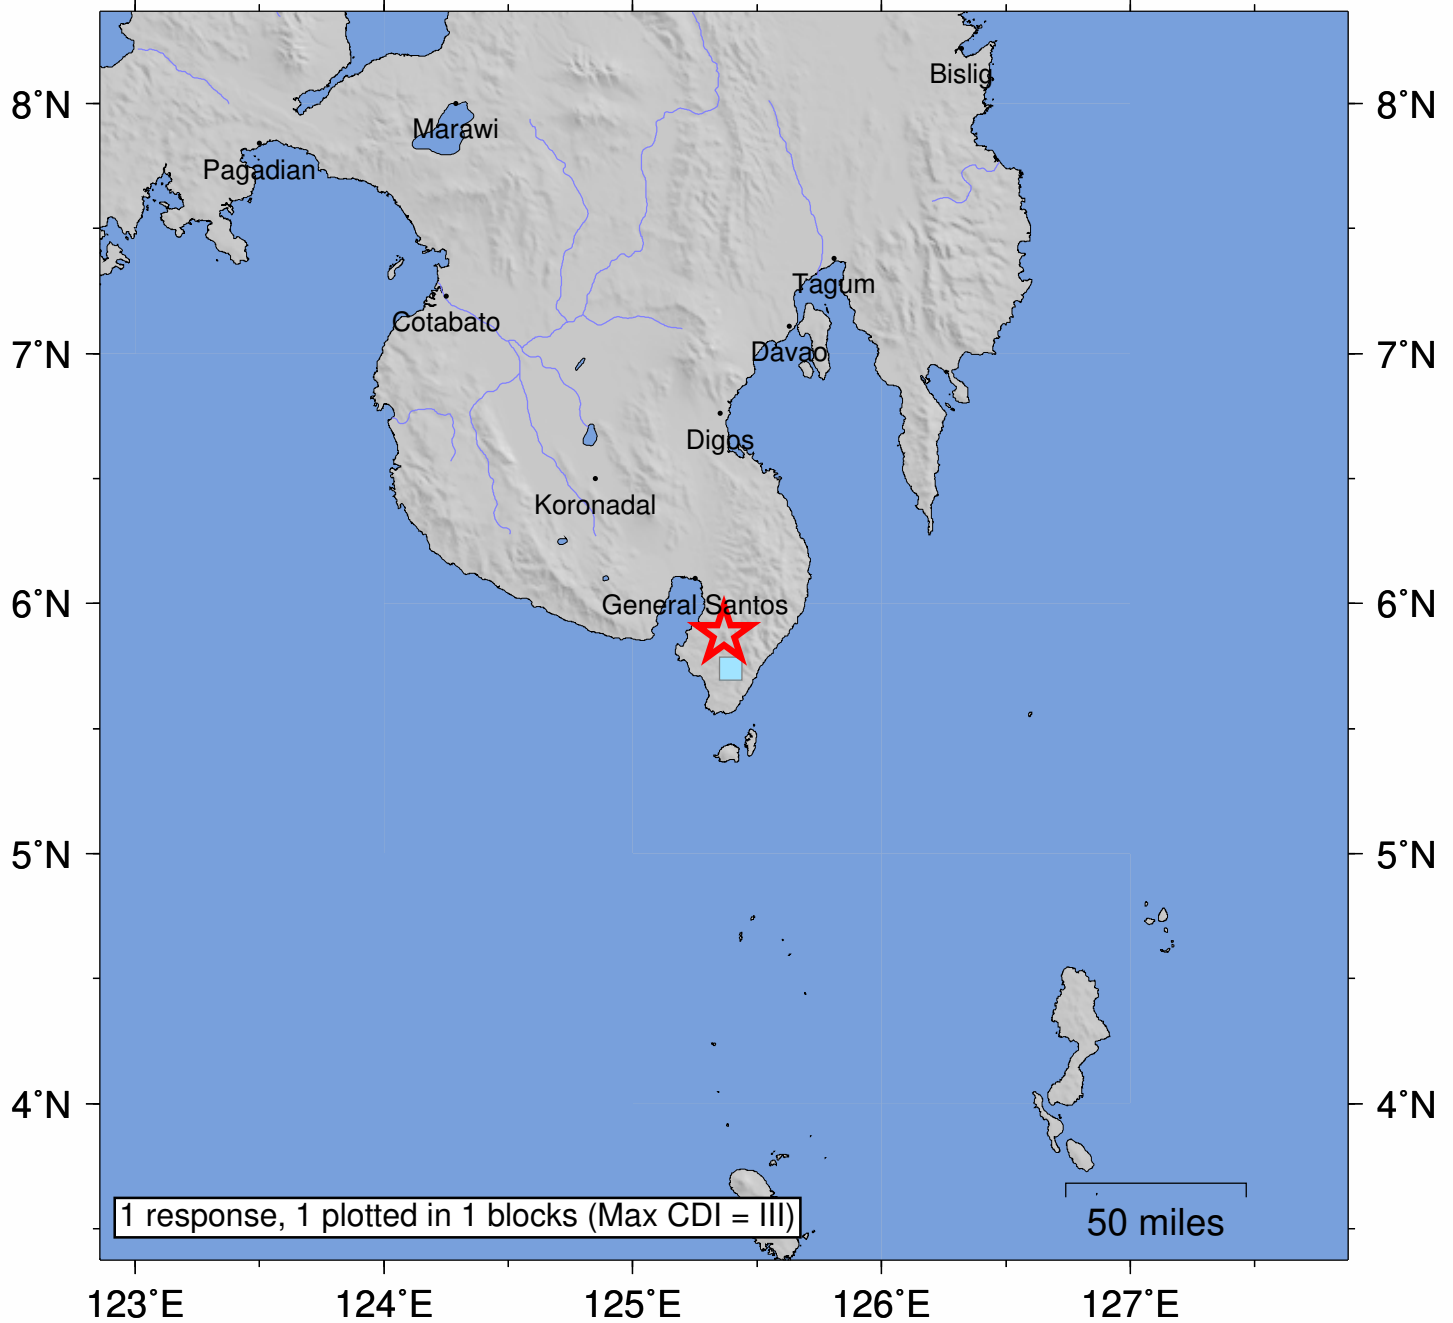 Bislig
8˚N
8˚N
Marawi
Pagadian
Tagum
Cotabato
7˚N
Davao
7˚N
Digos
Koronadal
6˚N
General Santos
6˚N
5˚N
5˚N
4˚N
4˚N
1 response, 1 plotted in 1 blocks (Max CDI = III)
50 miles
123˚E
124˚E
125˚E
126˚E
127˚E